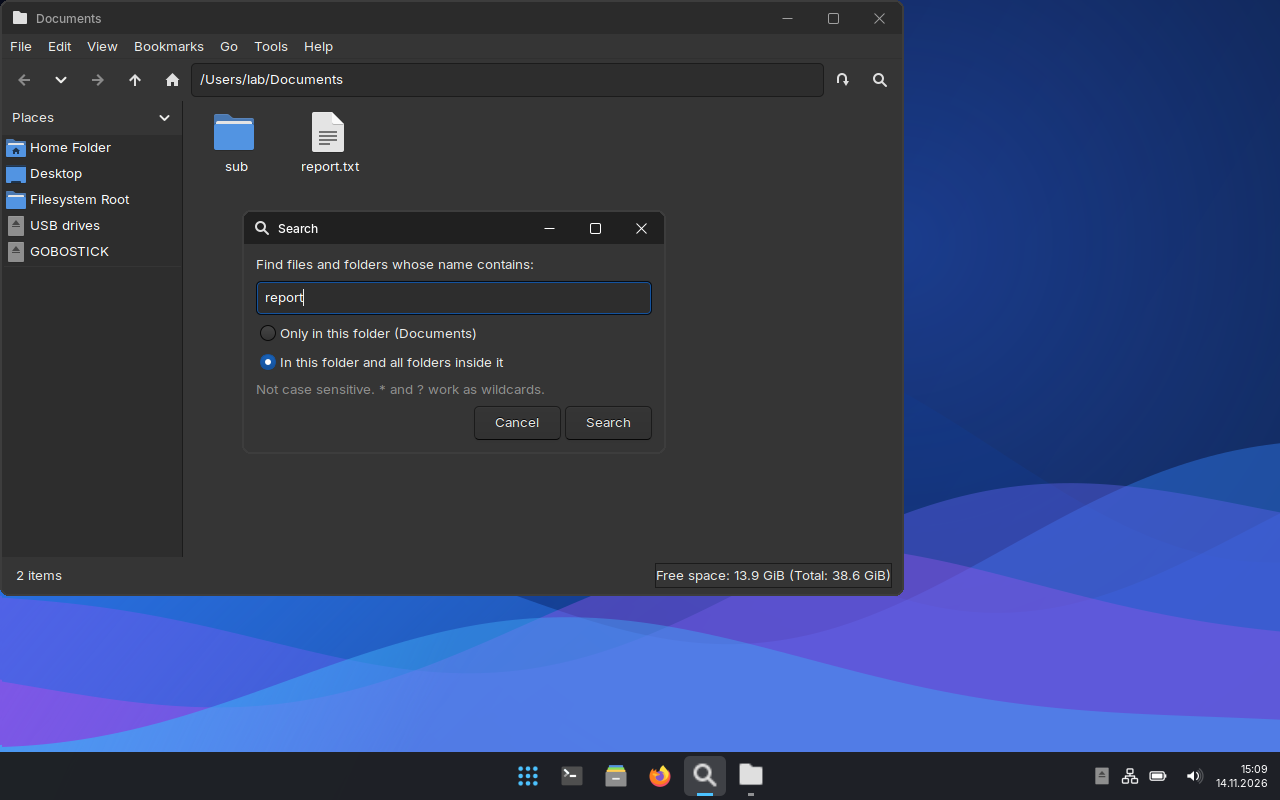 Documents
File Edit View Bookmarks Go Tools Help
/Users/lab/Documents
Places
Home Folder
Desktop
Filesystem Root
USB drives
GOBOSTICK
sub
report.txt
Search
Find files and folders whose name contains:
report
Only in this folder (Documents)
In this folder and all folders inside it
Not case sensitive. * and ? work as wildcards.
Cancel Search
2 items
Free space: 13.9 GiB (Total: 38.6 GiB)
15:09
14.11.2026